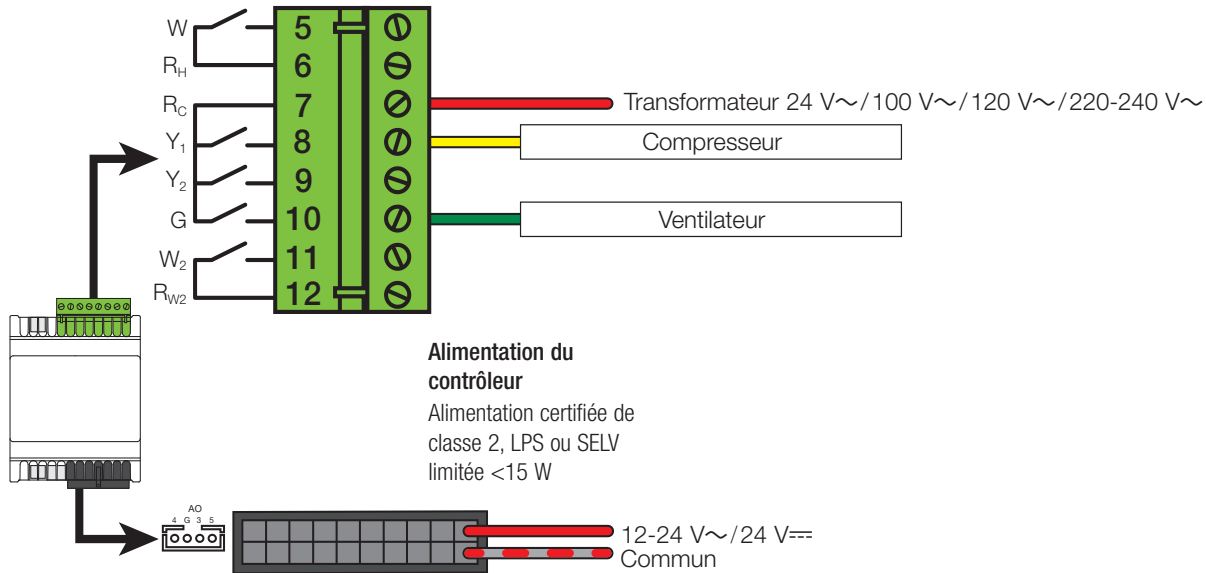 W 5
RH 6
RC 7 Transformateur 24 V~/100 V~/120 V~/220-240 V~
Y1 8 Compresseur
Y2 9
G 10 Ventilateur
W2 11
RW2 12
Alimentation du
contrôleur
Alimentation certifiée de
classe 2, LPS ou SELV
limitée <15 W
AO
4 G 3 5
12-24 V~/24 V⎓
Commun